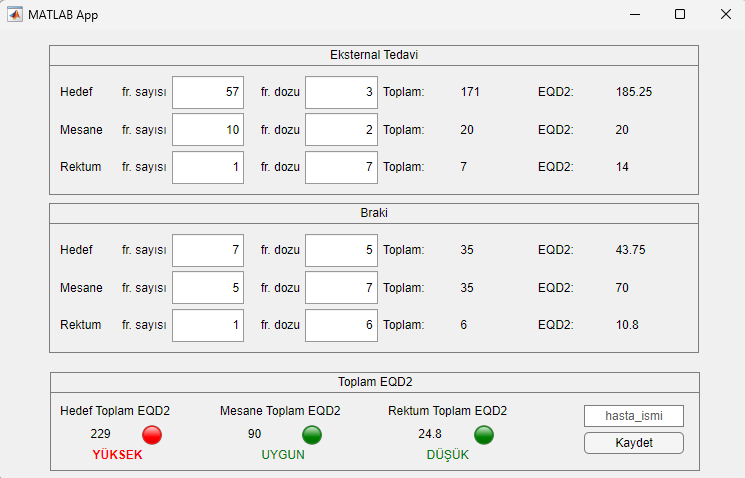 MATLAB App
Eksternal Tedavi
Hedef fr. sayısı 57 fr. dozu 3 Toplam: 171 EQD2: 185.25
Mesane fr. sayısı 10 fr. dozu 2 Toplam: 20 EQD2: 20
Rektum fr. sayısı 1 fr. dozu 7 Toplam: 7 EQD2: 14
Braki
Hedef fr. sayısı 7 fr. dozu 5 Toplam: 35 EQD2: 43.75
Mesane fr. sayısı 5 fr. dozu 7 Toplam: 35 EQD2: 70
Rektum fr. sayısı 1 fr. dozu 6 Toplam: 6 EQD2: 10.8
Toplam EQD2
Hedef Toplam EQD2 Mesane Toplam EQD2 Rektum Toplam EQD2 hasta_ismi
229 90 24.8 Kaydet
YÜKSEK UYGUN DÜŞÜK